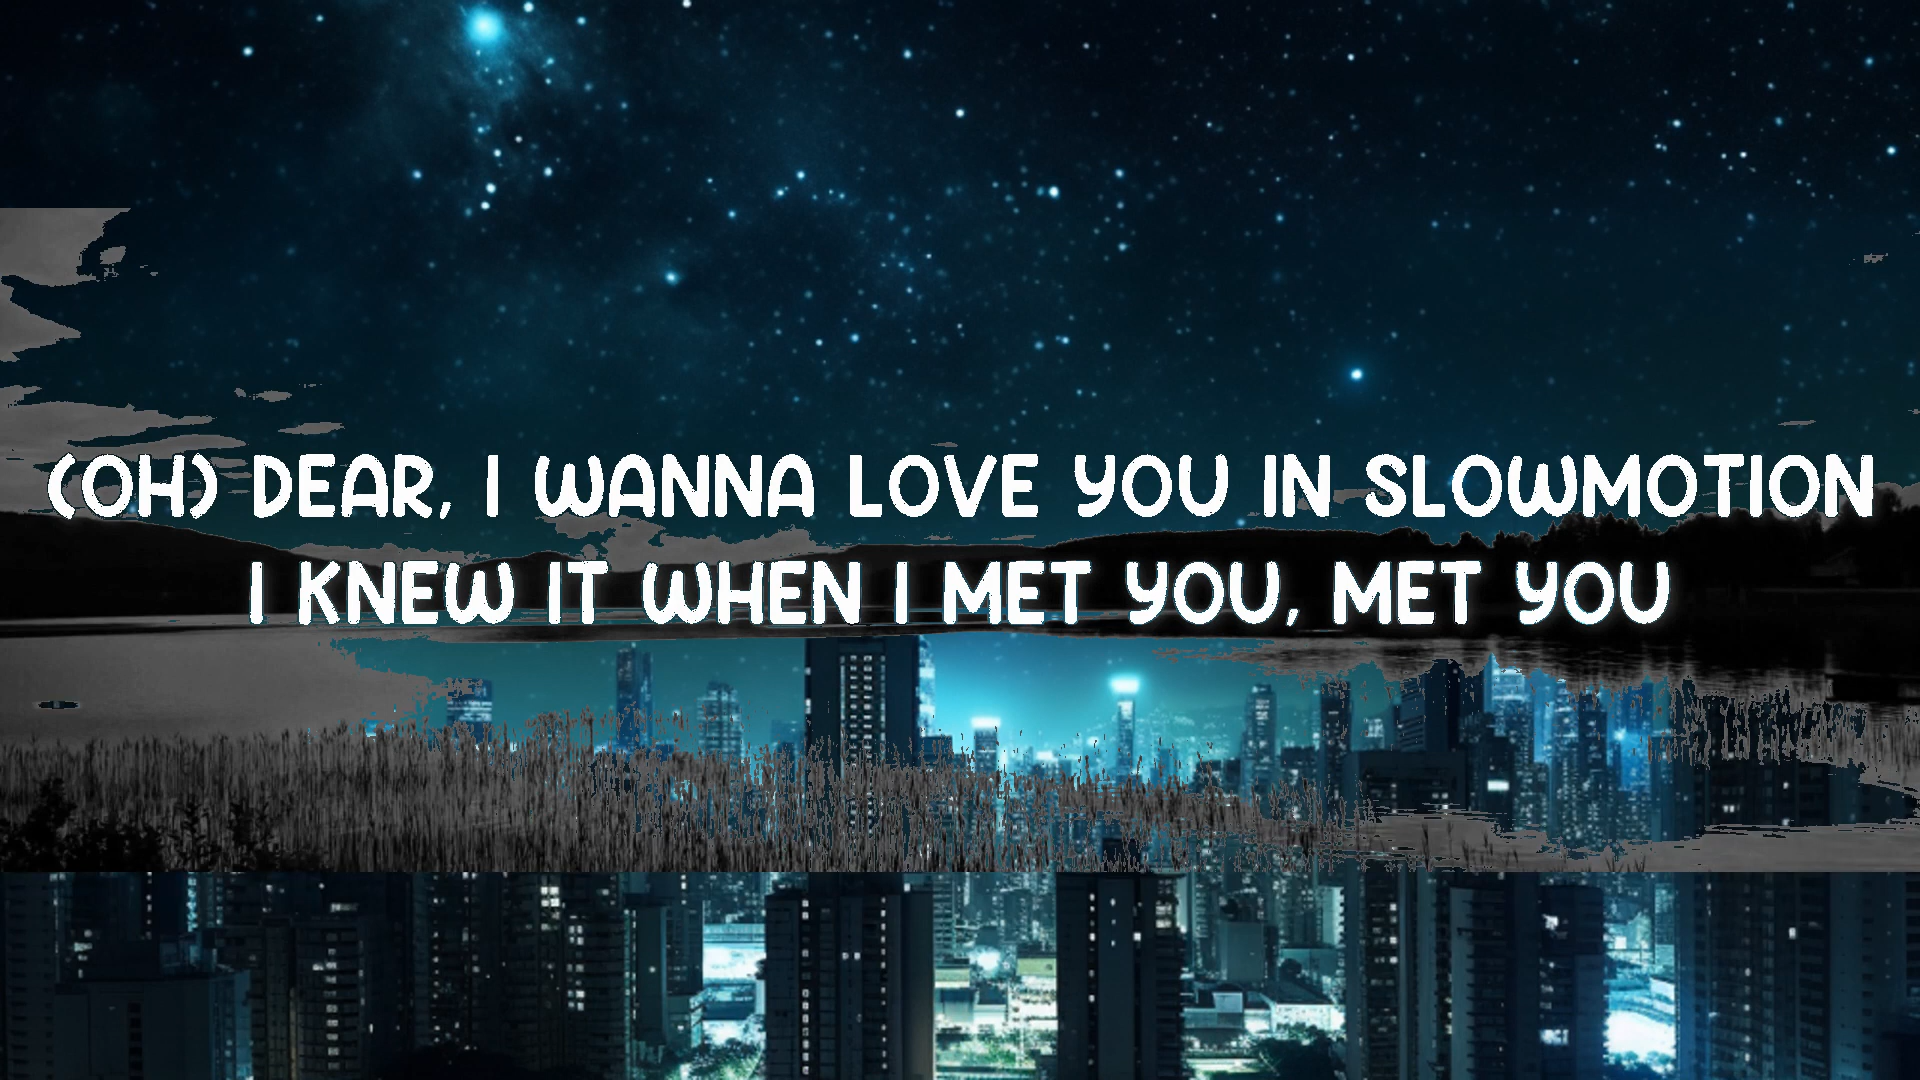 (OH) DEAR, I WANNA LOVE YOU IN SLOWMOTION
I KNEW IT WHEN I MET YOU, MET YOU